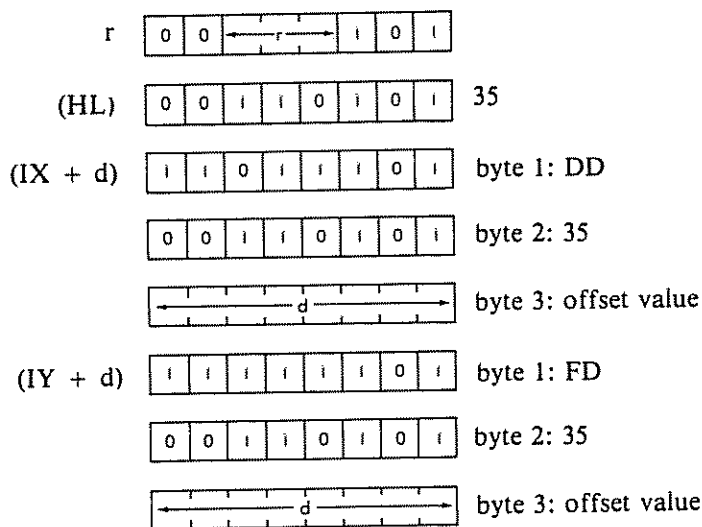 r 0 0 r 1 0 1
(HL) 0 0 1 1 0 1 0 1 35
(IX + d) 1 1 0 1 1 1 0 1 byte 1: DD
0 0 1 1 0 1 0 1 byte 2: 35
d byte 3: offset value
(IY + d) 1 1 1 1 1 1 0 1 byte 1: FD
0 0 1 1 0 1 0 1 byte 2: 35
d byte 3: offset value